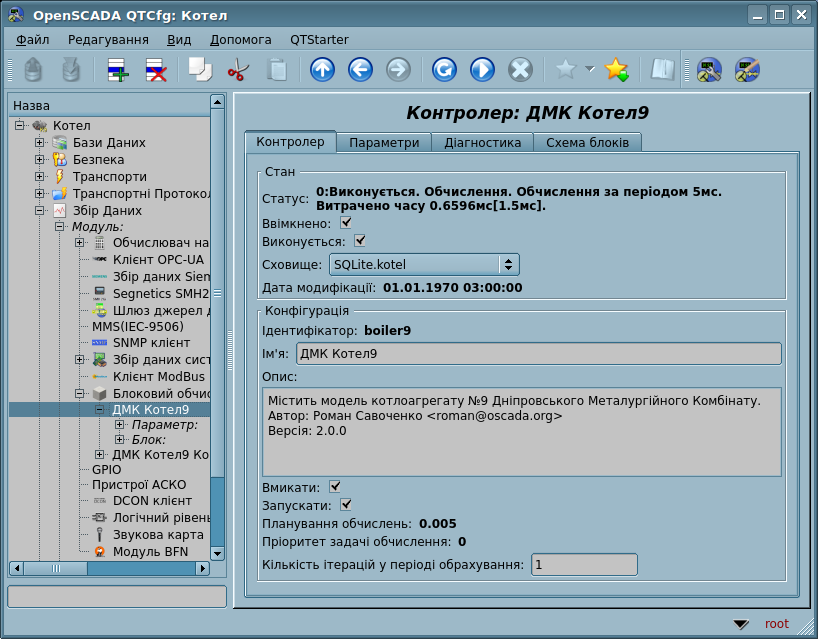 OpenSCADA QTCfg: Котел
Файл Редагування Вид Допомога QTStarter
Назва
Котел
Бази Даних
Безпека
Транспорти
Транспортні Протокол
Збір Даних
Модуль:
Обчислювач на
Клієнт OPC-UA
Збір даних Siem
Segnetics SMH2
Шлюз джерел д
MMS(IEC-9506)
SNMP клієнт
Збір даних сист
Клієнт ModBus
Блоковий обчис
ДМК Котел9
Параметр:
Блок:
ДМК Котел9 Ко
GPIO
Пристрої АСКО
DCON клієнт
Логічний рівень
Звукова карта
Модуль BFN
Контролер: ДМК Котел9
Контролер Параметри Діагностика Схема блоків
Стан
Статус: 0:Виконується. Обчислення. Обчислення за періодом 5мс.
Витрачено часу 0.6596мс[1.5мс].
Ввімкнено:
Виконується:
Сховище: SQLite.kotel
Дата модифікації: 01.01.1970 03:00:00
Конфігурація
Ідентифікатор: boiler9
Ім'я: ДМК Котел9
Опис:
Містить модель котлоагрегату №9 Дніпровського Металургійного Комбінату.
Автор: Роман Савоченко <roman@oscada.org>
Версія: 2.0.0
Вмикати:
Запускати:
Планування обчислень: 0.005
Пріоритет задачі обчислення: 0
Кількість ітерацій у періоді обрахування: 1
root